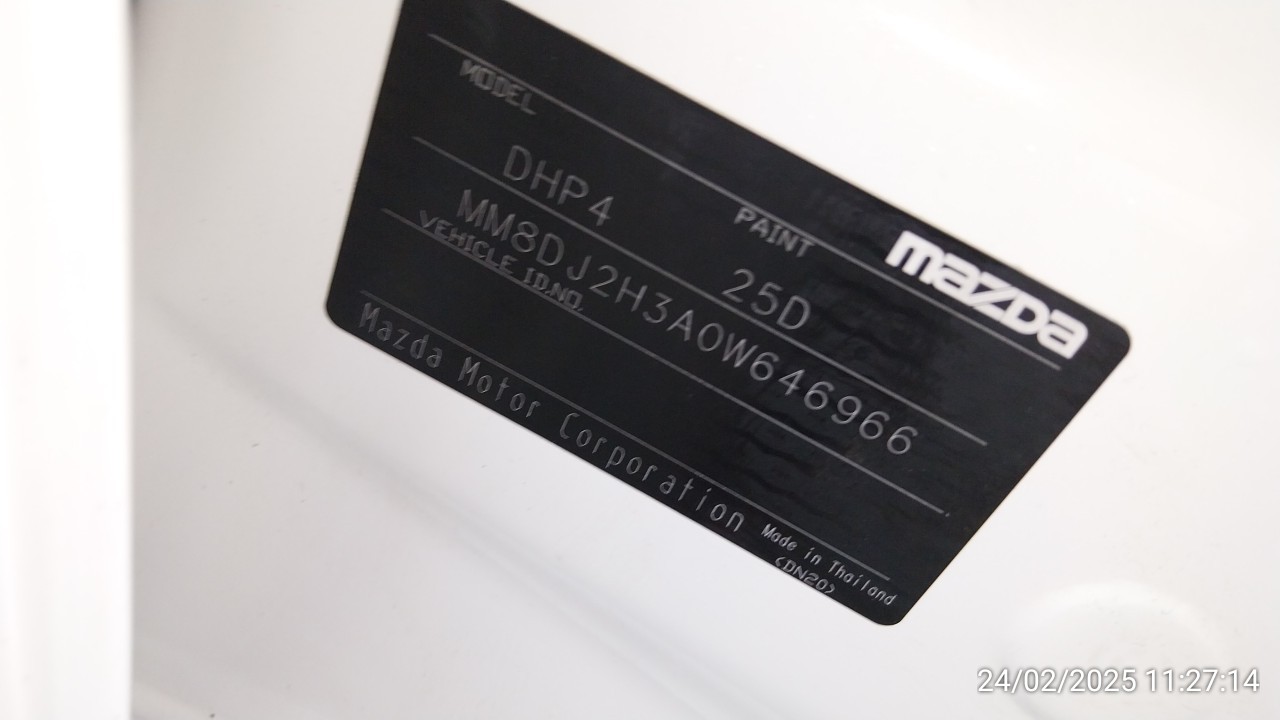 mazda
MODEL PAINT
DHP4 25D
MM8DJ2H3A0W646966
VEHICLE ID.NO.
Mazda Motor Corporation Made in Thailand
(DN20)
24/02/2025 11:27:14